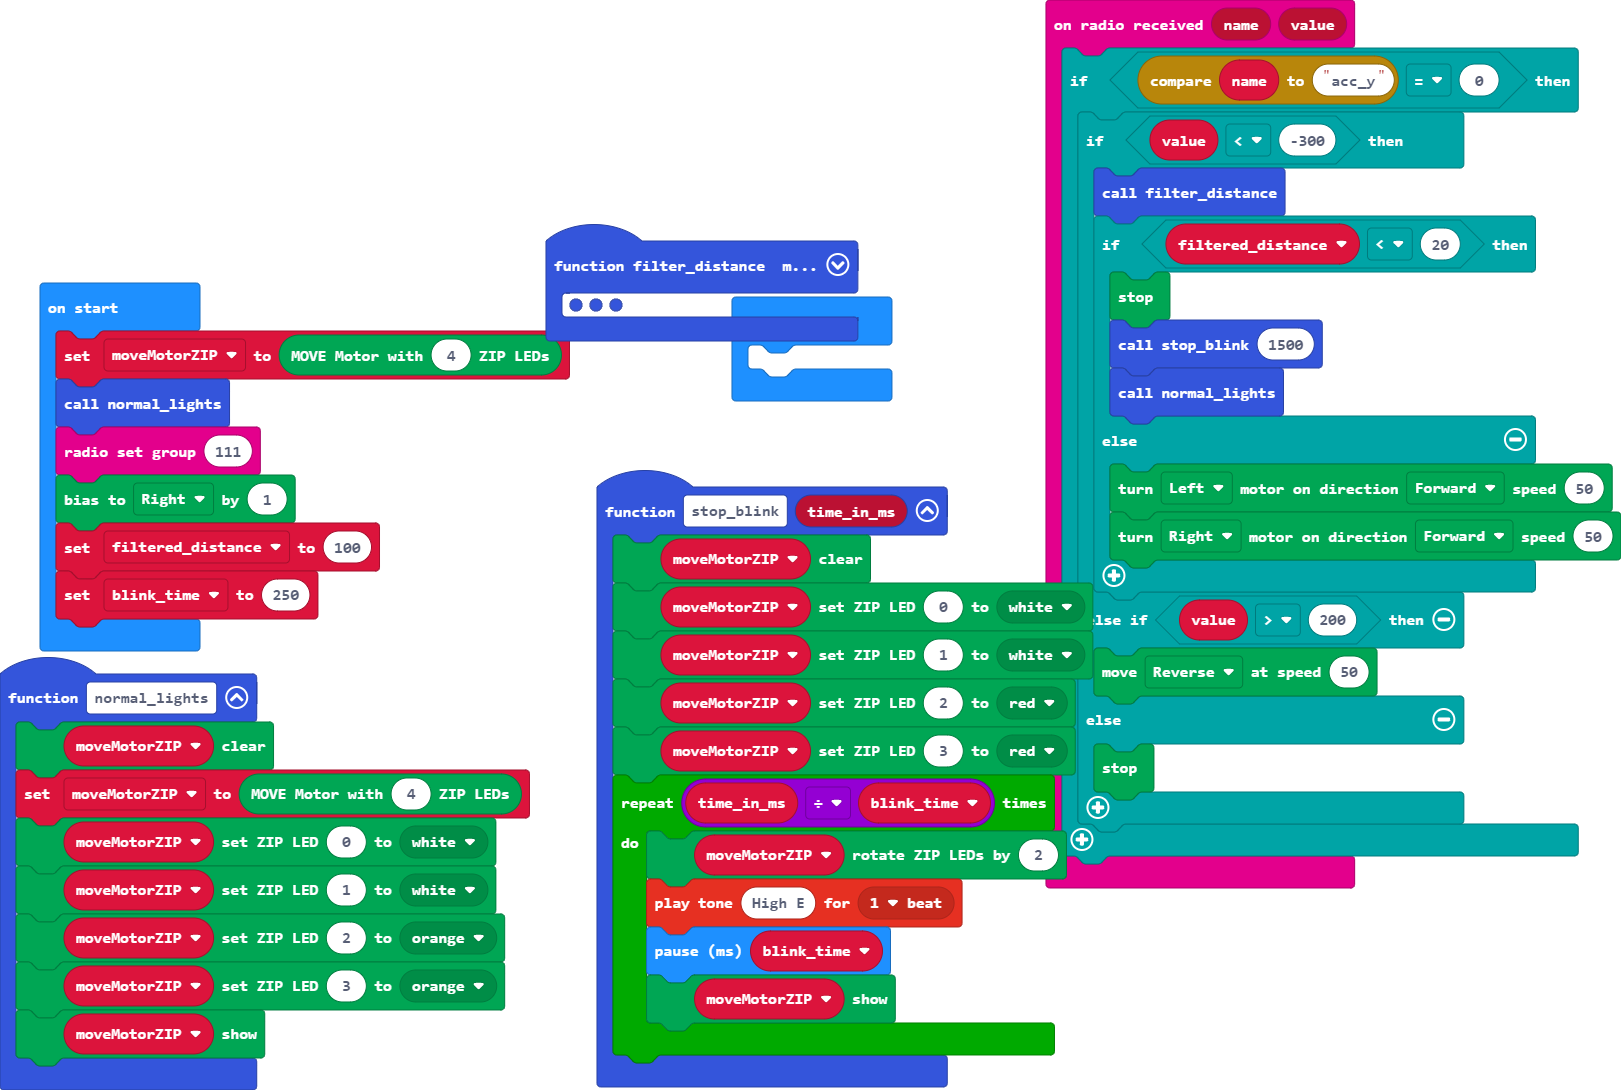 on start
set moveMotorZIP to MOVE Motor with 4 ZIP LEDs
call normal_lights
radio set group 111
bias to Right by 1
set filtered_distance to 100
set blink_time to 250
function normal_lights
moveMotorZIP clear
set moveMotorZIP to MOVE Motor with 4 ZIP LEDs
moveMotorZIP set ZIP LED 0 to white
moveMotorZIP set ZIP LED 1 to white
moveMotorZIP set ZIP LED 2 to orange
moveMotorZIP set ZIP LED 3 to orange
moveMotorZIP show
function filter_distance m...
function stop_blink time_in_ms
moveMotorZIP clear
moveMotorZIP set ZIP LED 0 to white
moveMotorZIP set ZIP LED 1 to white
moveMotorZIP set ZIP LED 2 to red
moveMotorZIP set ZIP LED 3 to red
repeat time_in_ms ÷ blink_time times
do
moveMotorZIP rotate ZIP LEDs by 2
play tone High E for 1 beat
pause (ms) blink_time
moveMotorZIP show
on radio received name value
if compare name to "acc_y" = 0 then
if value < -300 then
call filter_distance
if filtered_distance < 20 then
stop
call stop_blink 1500
call normal_lights
else
turn Left motor on direction Forward speed 50
turn Right motor on direction Forward speed 50
lse if value > 200 then
move Reverse at speed 50
else
stop